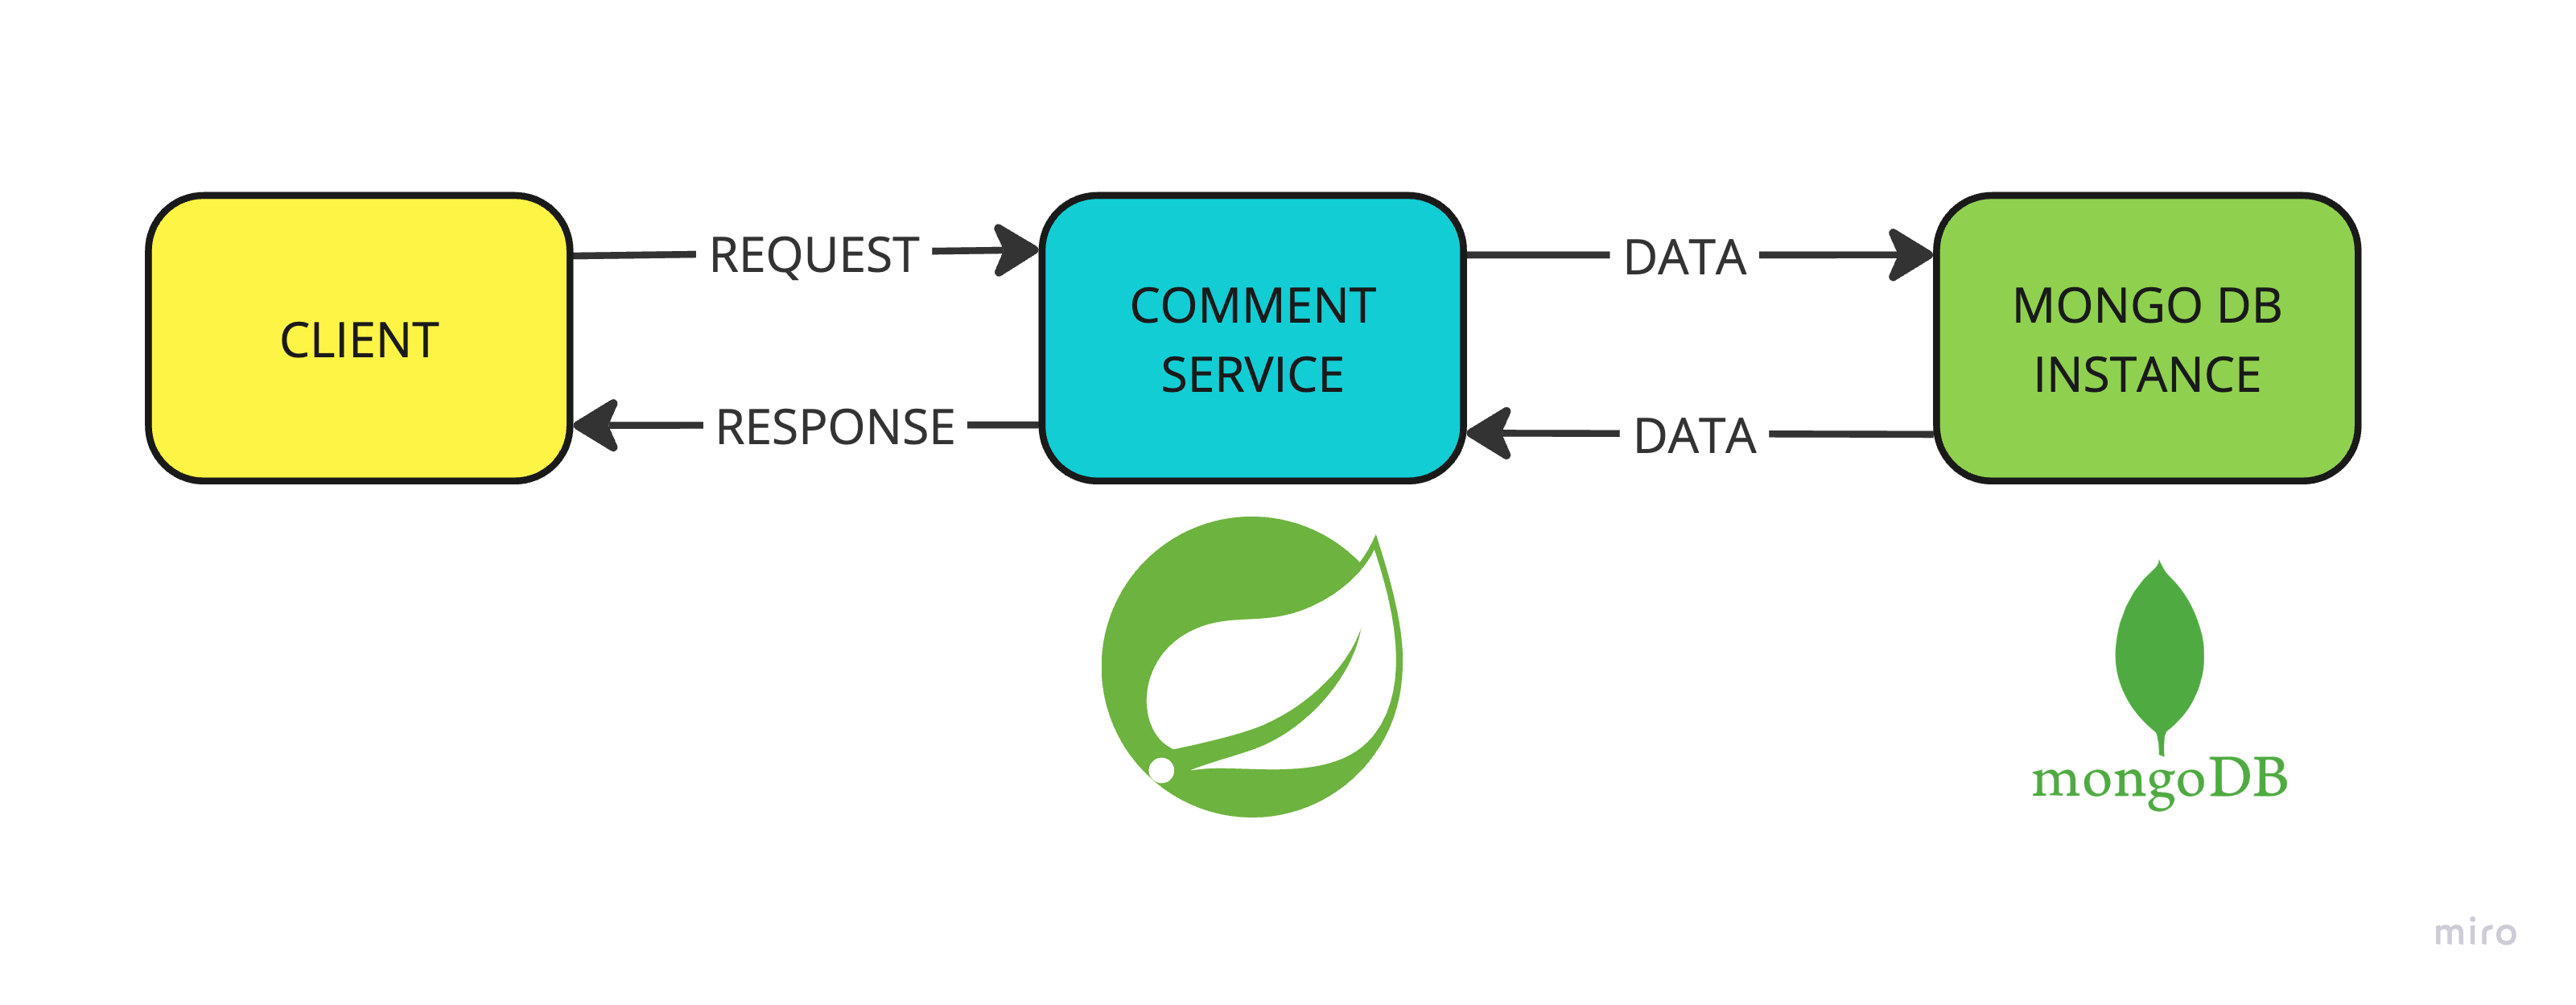 CLIENT
REQUEST
RESPONSE
COMMENT
SERVICE
DATA
DATA
MONGO DB
INSTANCE
mongoDB
miro